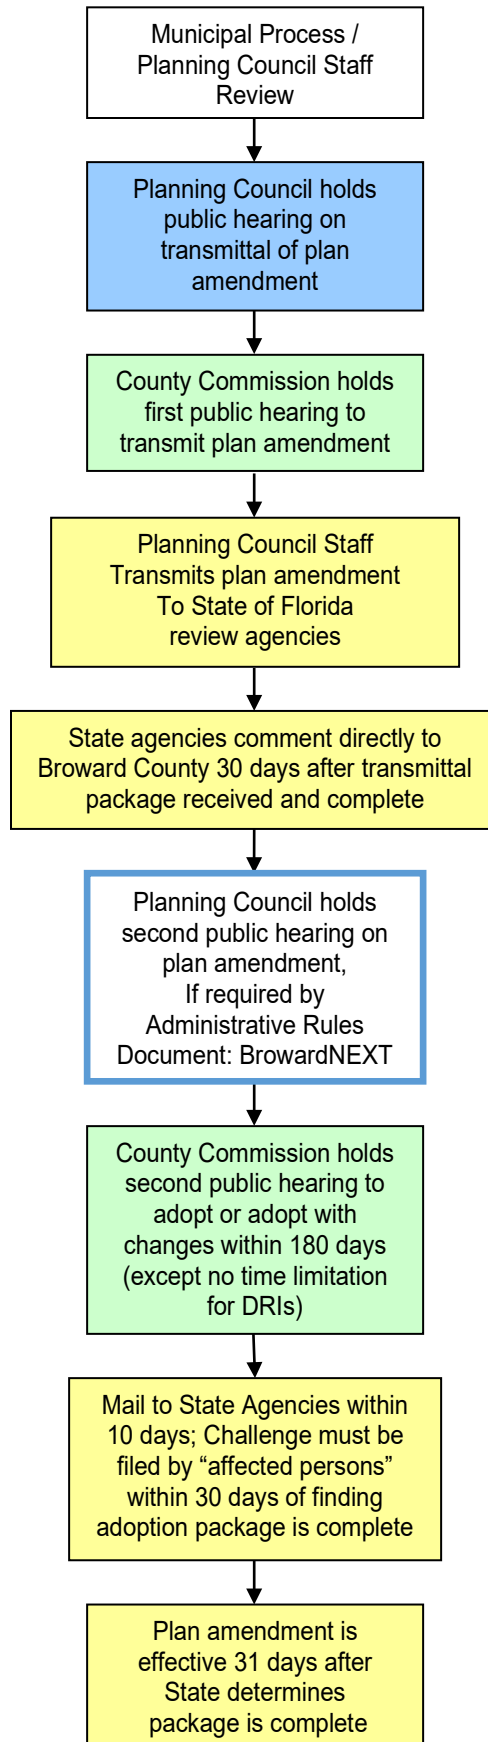 Municipal Process /
Planning Council Staff
Review
Planning Council holds
public hearing on
transmittal of plan
amendment
County Commission holds
first public hearing to
transmit plan amendment
Planning Council Staff
Transmits plan amendment
To State of Florida
review agencies
State agencies comment directly to
Broward County 30 days after transmittal
package received and complete
Planning Council holds
second public hearing on
plan amendment,
If required by
Administrative Rules
Document: BrowardNEXT
County Commission holds
second public hearing to
adopt or adopt with
changes within 180 days
(except no time limitation
for DRIs)
Mail to State Agencies within
10 days; Challenge must be
filed by “affected persons”
within 30 days of finding
adoption package is complete
Plan amendment is
effective 31 days after
State determines
package is complete